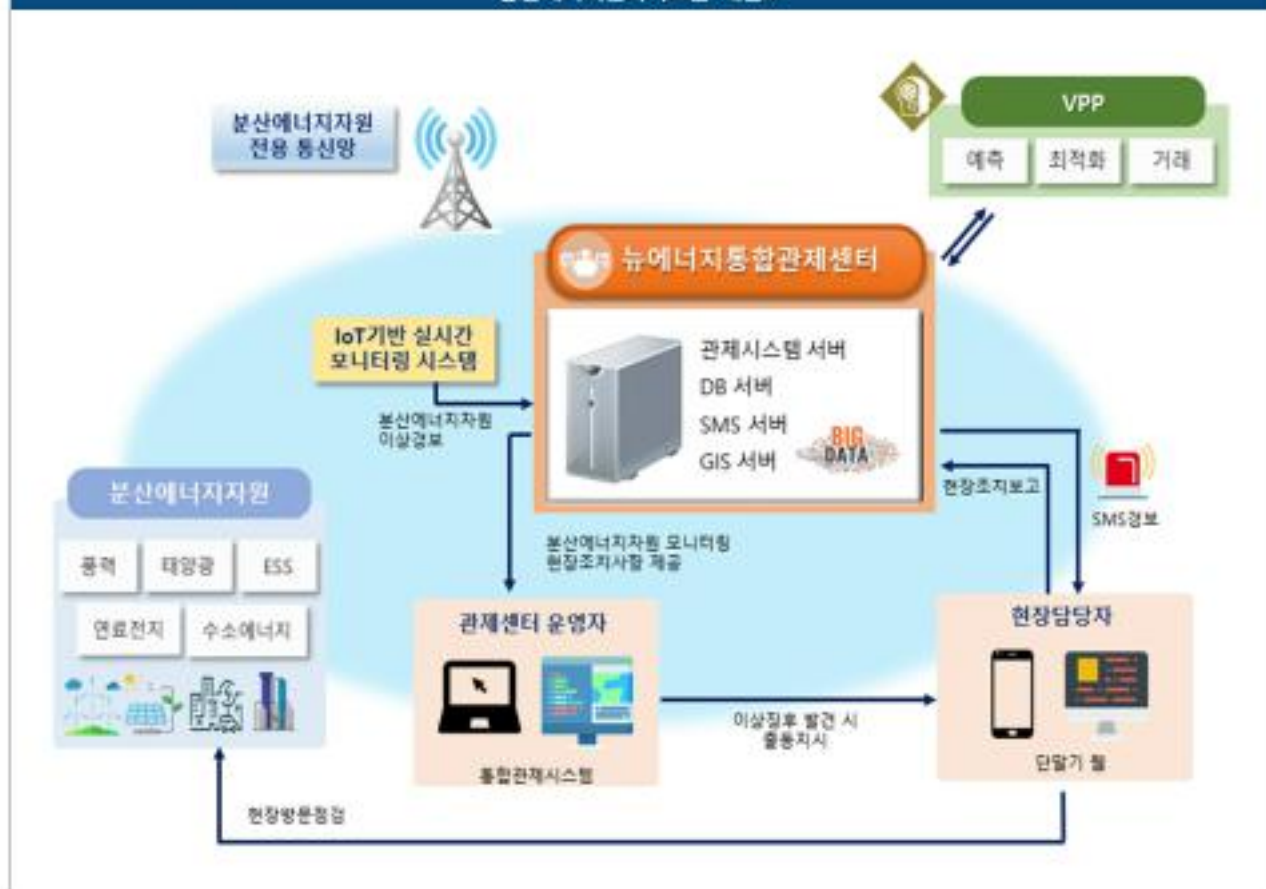 분산에너지자원
전용 통신망
VPP
예측
최적화
거래
뉴에너지통합관제센터
IoT기반 실시간
모니터링 시스템
관제시스템 서버
DB 서버
SMS 서버
GIS 서버
BIG
DATA
분산에너지자원
이상경보
현장조치보고
SMS경보
분산에너지자원
풍력
태양광
ESS
연료전지
수소에너지
분산에너지자원 모니터링
현장조치사항 제공
관제센터 운영자
통합관제시스템
이상징후 발견 시
출동지시
현장담당자
단말기 웹
현장방문점검